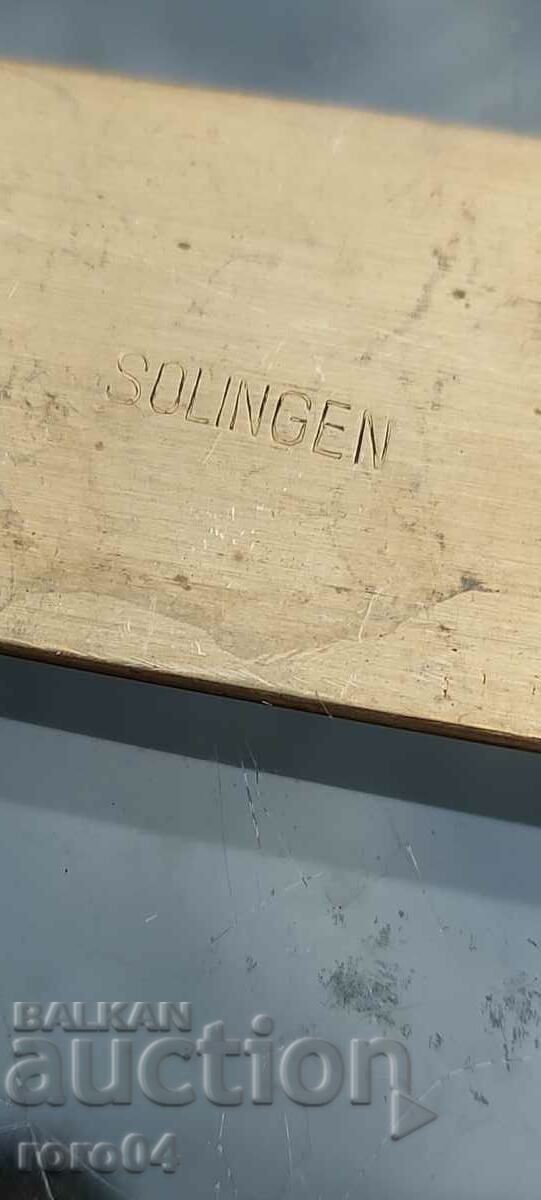 SOLINGEN
BALKAN
auction
roro04